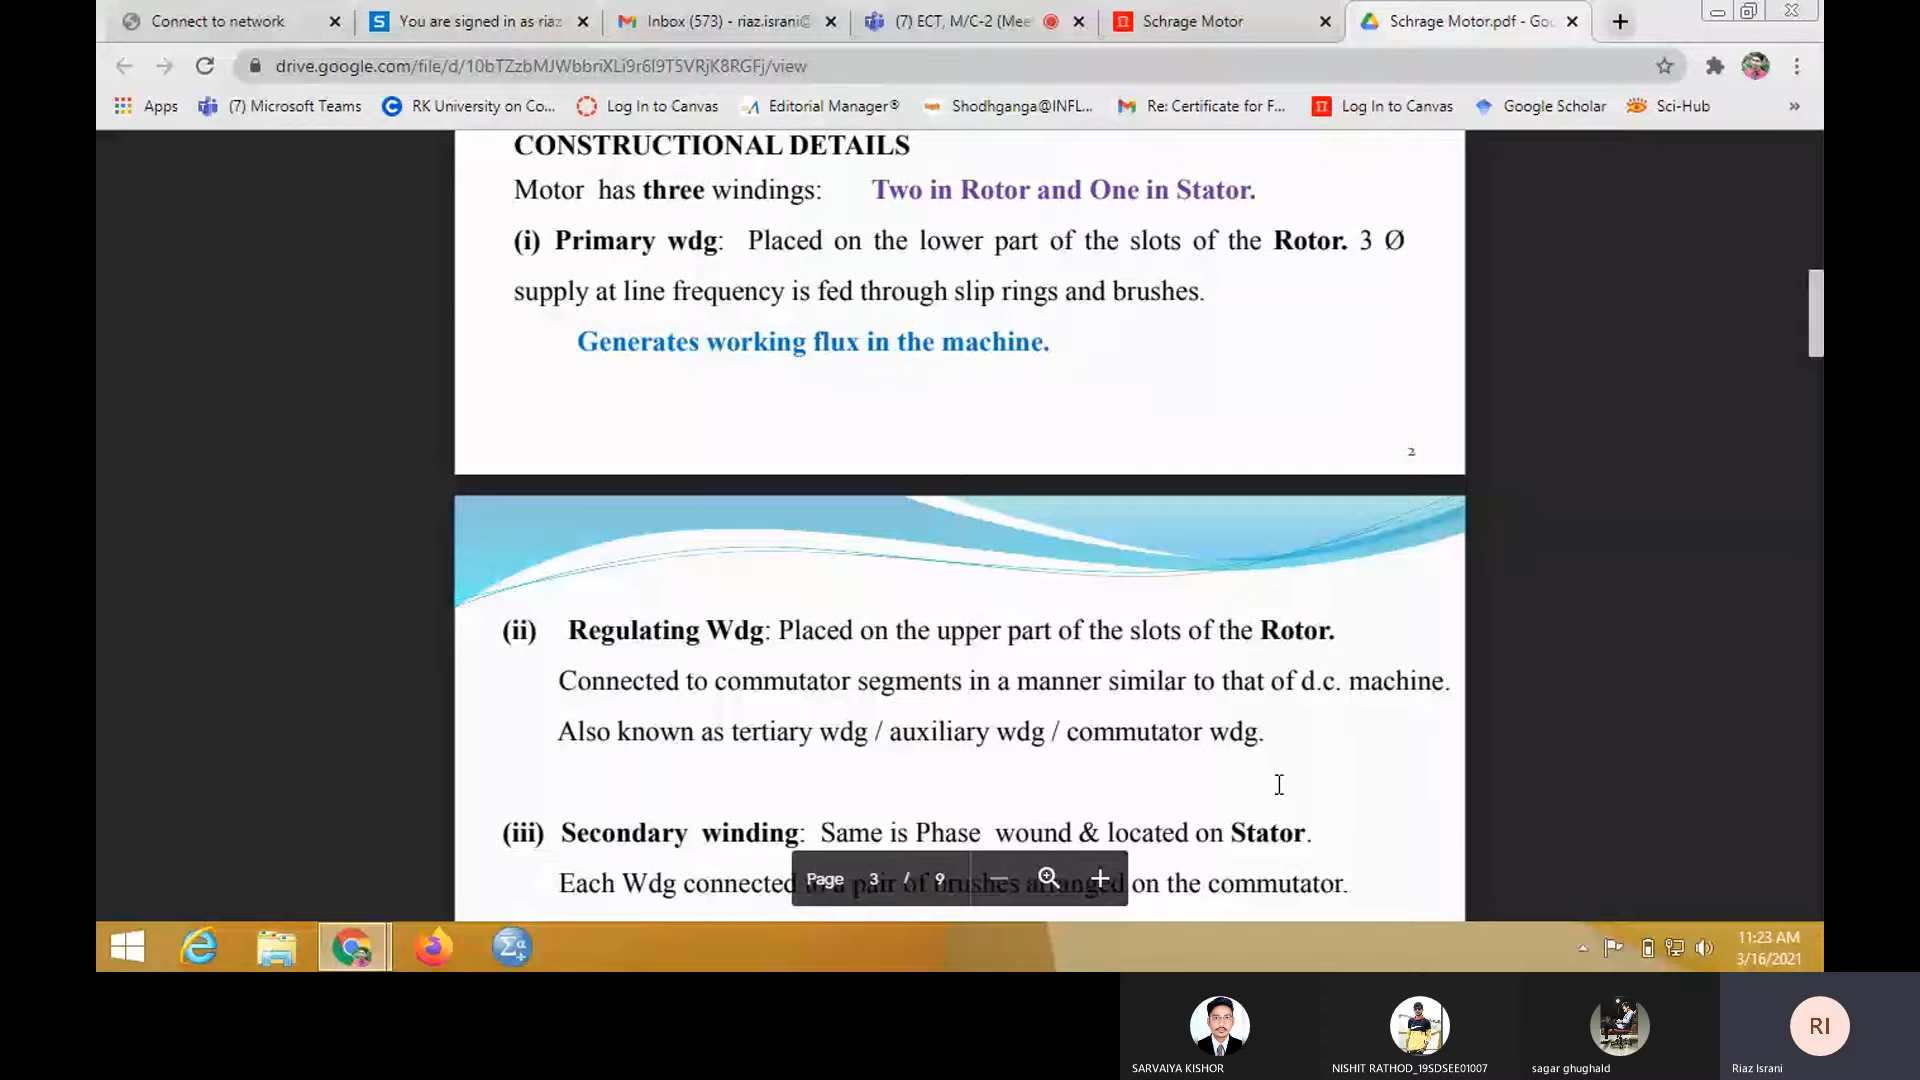 Connect to network
You are signed in as riaz
Inbox (573) - riaz.israni@
(7) ECT, M/C-2 (Mee
Schrage Motor
Schrage Motor.pdf - Go
drive.google.com/file/d/10bTZzbMJWbbriXLi9r6l9T5VRjK8RGFj/view
Apps
(7) Microsoft Teams
RK University on Co...
Log In to Canvas
Editorial Manager®
Shodhganga@INFL...
Re: Certificate for F...
Log In to Canvas
Google Scholar
Sci-Hub
»
CONSTRUCTIONAL DETAILS
Motor has three windings: Two in Rotor and One in Stator.
(i) Primary wdg: Placed on the lower part of the slots of the Rotor. 3 Ø
supply at line frequency is fed through slip rings and brushes.
Generates working flux in the machine.
2
(ii) Regulating Wdg: Placed on the upper part of the slots of the Rotor.
Connected to commutator segments in a manner similar to that of d.c. machine.
Also known as tertiary wdg / auxiliary wdg / commutator wdg.
(iii) Secondary winding: Same is Phase wound & located on Stator.
Each Wdg connected to a pair of brushes arranged on the commutator.
Page 3 / 9
11:23 AM
3/16/2021
RI
SARVAIYA KISHOR
NISHIT RATHOD_19SDSEE01007
sagar ghughald
Riaz Israni